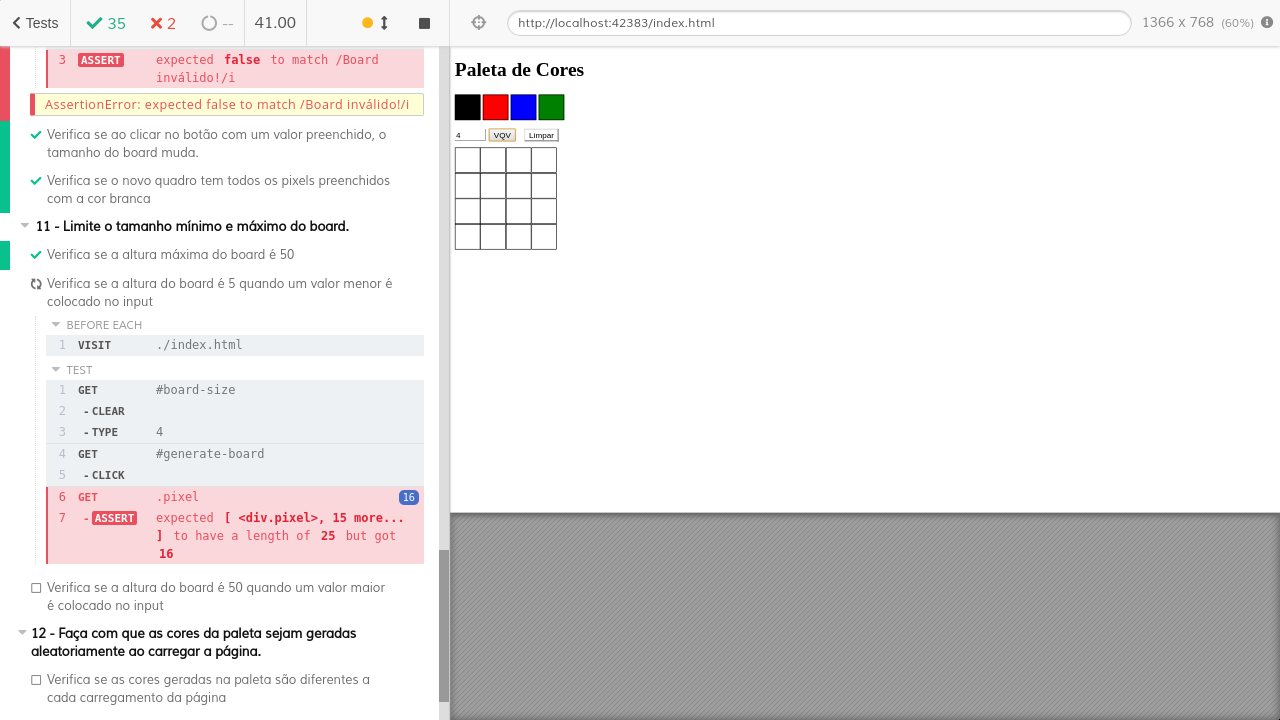 Tests
35
2
--
41.00
http://localhost:42383/index.html
1366 x 768 (60%)
3 ASSERT expected false to match /Board
inválido!/i
AssertionError: expected false to match /Board inválido!/i
Verifica se ao clicar no botão com um valor preenchido, o
tamanho do board muda.
Verifica se o novo quadro tem todos os pixels preenchidos
com a cor branca
11 - Limite o tamanho mínimo e máximo do board.
Verifica se a altura máxima do board é 50
Verifica se a altura do board é 5 quando um valor menor é
colocado no input
BEFORE EACH
1 VISIT ./index.html
TEST
1 GET #board-size
2 - CLEAR
3 - TYPE 4
4 GET #generate-board
5 - CLICK
6 GET .pixel 16
7 - ASSERT expected [ <div.pixel>, 15 more...
] to have a length of 25 but got
16
Verifica se a altura do board é 50 quando um valor maior
é colocado no input
12 - Faça com que as cores da paleta sejam geradas
aleatoriamente ao carregar a página.
Verifica se as cores geradas na paleta são diferentes a
cada carregamento da página
Paleta de Cores
4 VQV Limpar